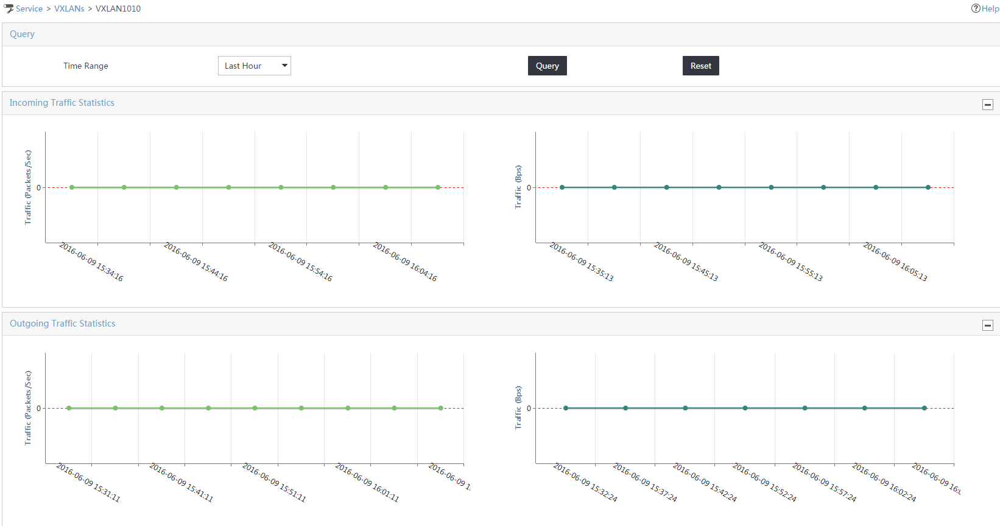 Service > VXLANs > VXLAN1010
Help
Query
Time Range
Last Hour
Query
Reset
Incoming Traffic Statistics
Traffic (Packets/Sec)
0
2016-06-09 15:34:16
2016-06-09 15:44:16
2016-06-09 15:54:16
2016-06-09 16:04:16
Traffic (Bps)
0
2016-06-09 15:35:13
2016-06-09 15:45:13
2016-06-09 15:55:13
2016-06-09 16:05:13
Outgoing Traffic Statistics
Traffic (Packets/Sec)
0
2016-06-09 15:31:11
2016-06-09 15:41:11
2016-06-09 15:51:11
2016-06-09 16:01:11
2016-06-09
Traffic (Bps)
0
2016-06-09 15:32:24
2016-06-09 15:37:24
2016-06-09 15:42:24
2016-06-09 15:52:24
2016-06-09 15:57:24
2016-06-09 16:02:24
2016-06-09